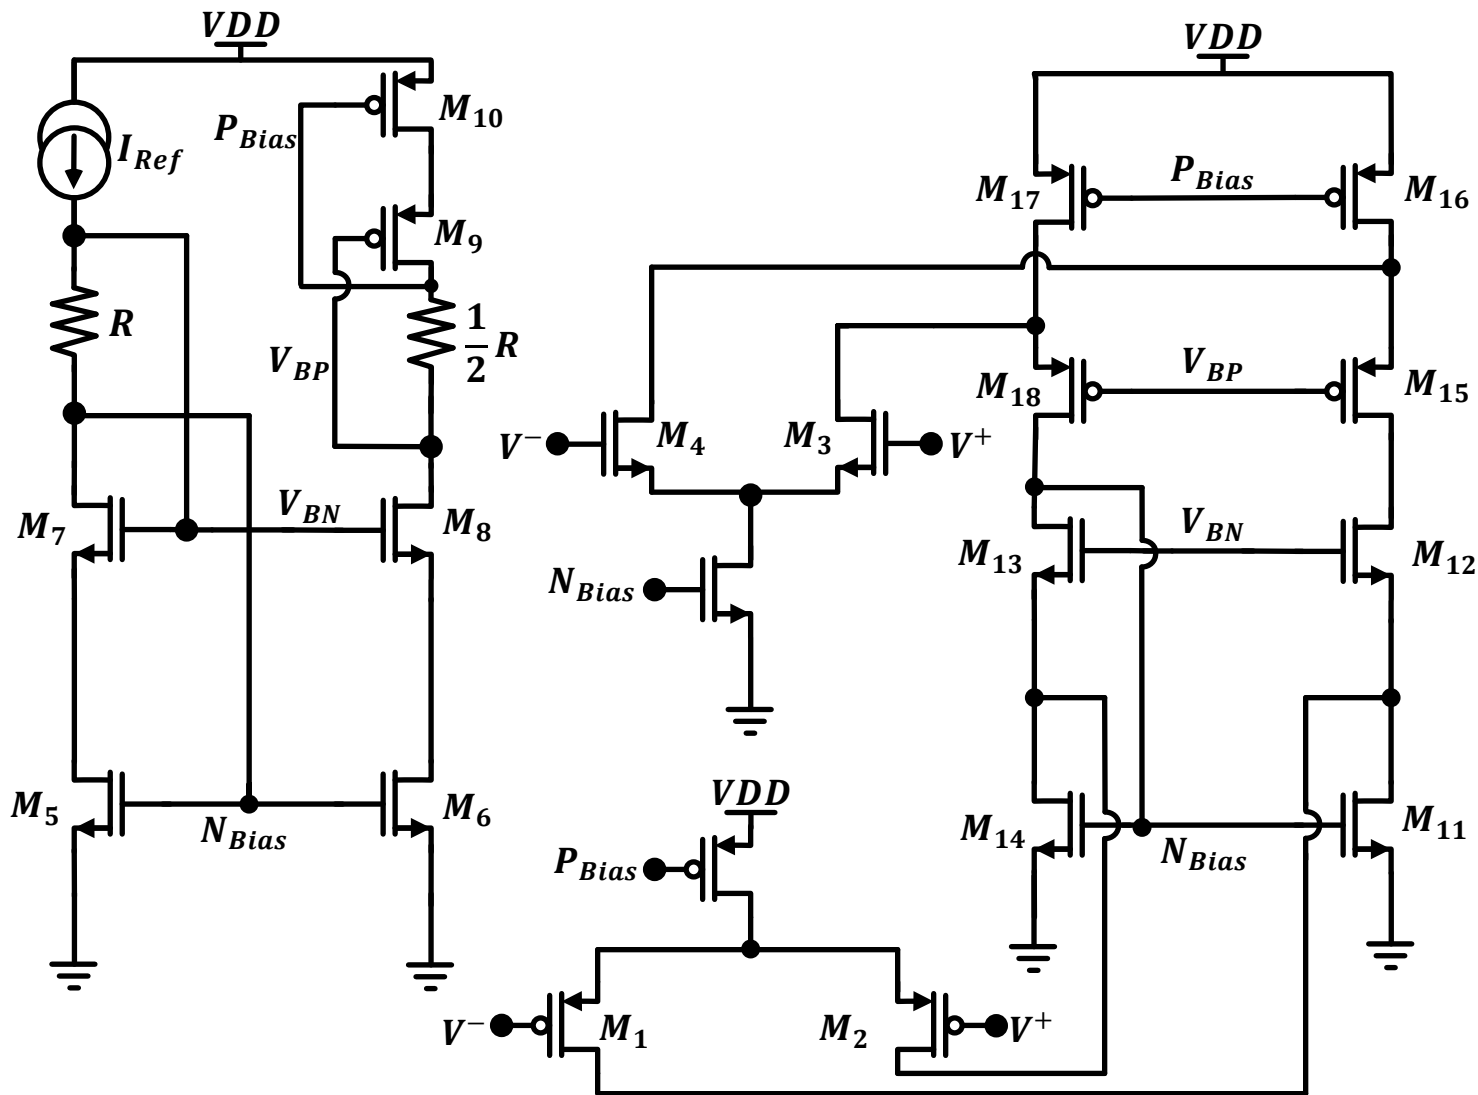 VDD
VDD
M10
PBias
IRef
M17
PBias
M16
M9
R
1/2 R
VBP
M18
VBP
M15
V−
M4
M3
V+
M7
VBN
M8
M13
VBN
M12
NBias
M5
NBias
M6
VDD
M14
NBias
M11
PBias
V−
M1
M2
V+